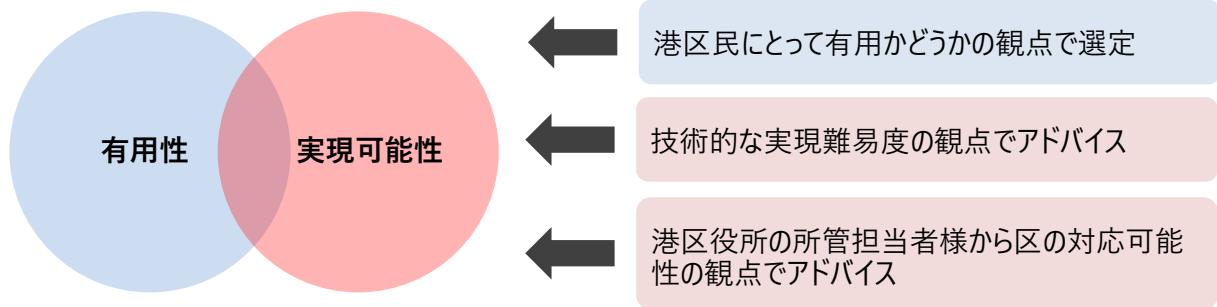 有用性
実現可能性
港区民にとって有用かどうかの観点で選定
技術的な実現難易度の観点でアドバイス
港区役所の所管担当者様から区の対応可能
性の観点でアドバイス